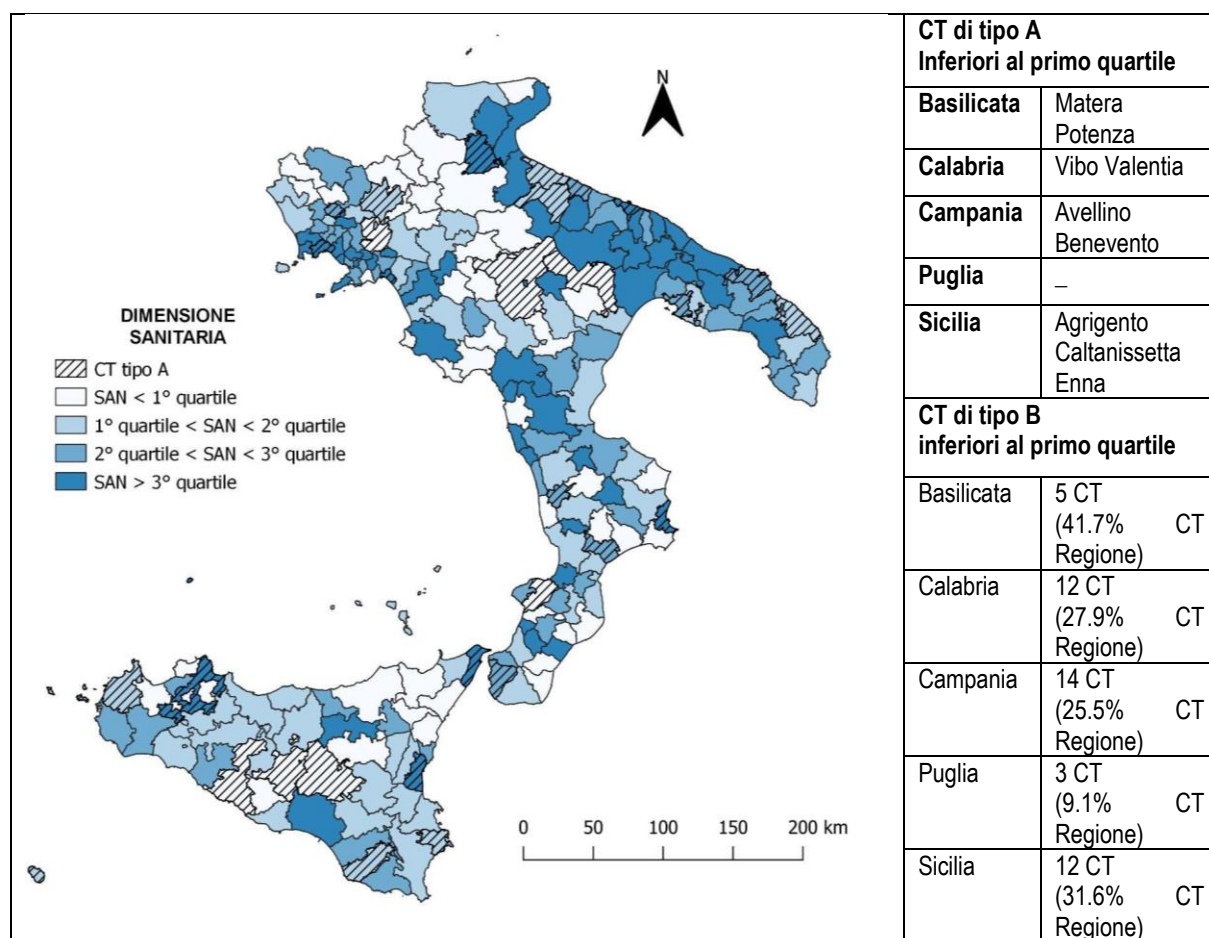 N
DIMENSIONE
SANITARIA
CT tipo A
SAN < 1° quartile
1° quartile < SAN < 2° quartile
2° quartile < SAN < 3° quartile
SAN > 3° quartile
0 50 100 150 200 km
CT di tipo A
Inferiori al primo quartile
Basilicata Matera
Potenza
Calabria Vibo Valentia
Campania Avellino
Benevento
Puglia _
Sicilia Agrigento
Caltanissetta
Enna
CT di tipo B
inferiori al primo quartile
Basilicata 5 CT
(41.7% CT
Regione)
Calabria 12 CT
(27.9% CT
Regione)
Campania 14 CT
(25.5% CT
Regione)
Puglia 3 CT
(9.1% CT
Regione)
Sicilia 12 CT
(31.6% CT
Regione)